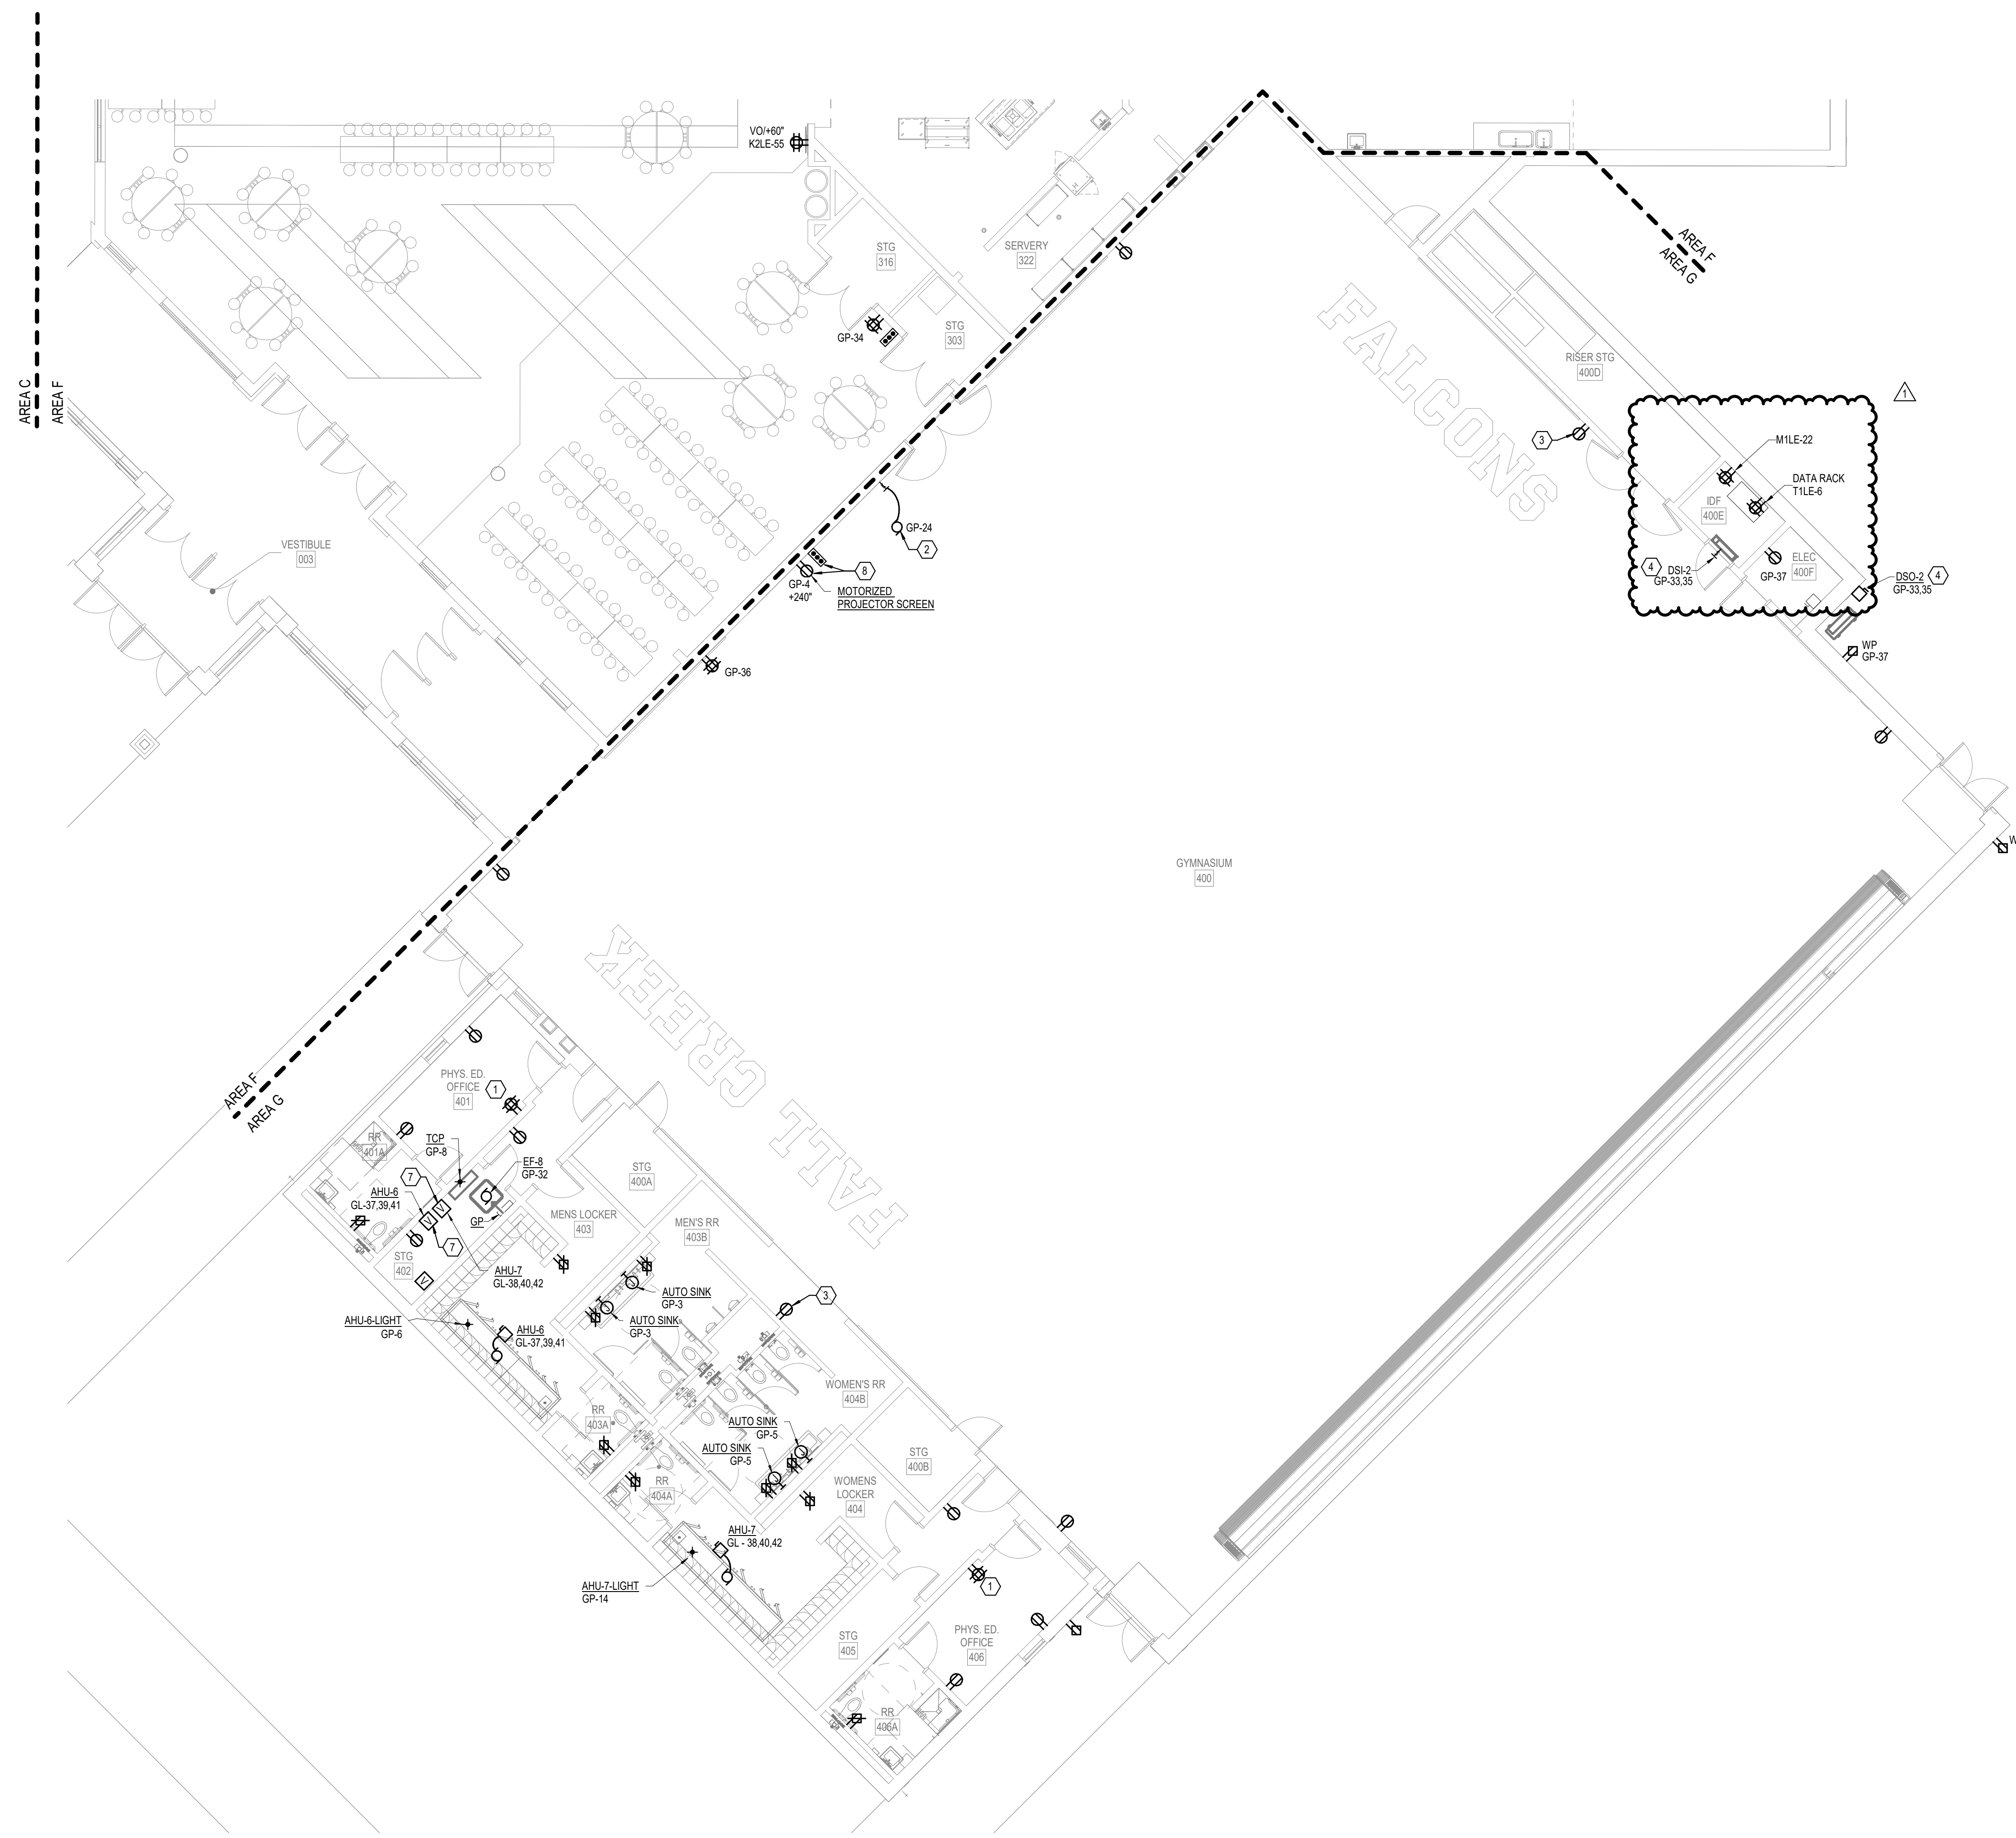 VO/+60"
K2LE-55
STG
316
SERVERY
322
GP-34
STG
303
AREA C
AREA F
AREA F
AREA G
FALCONS
RISER STG
400D
1
3
M1LE-22
DATA RACK
T1LE-6
IDF
400E
4
DSI-2
GP-33,35
GP-37
ELEC
400F
DSO-2
4
GP-33,35
WP
GP-37
GP-24
2
8
GP-4
+240"
MOTORIZED
PROJECTOR SCREEN
GP-36
VESTIBULE
003
W
GYMNASIUM
400
FALL CREEK
AREA F
AREA G
PHYS. ED.
OFFICE
401
1
RR
401A
TCP
GP-8
EF-8
GP-32
7
AHU-6
GL-37,39,41
GP
7
STG
402
STG
400A
MENS LOCKER
403
MEN'S RR
403B
AHU-7
GL-38,40,42
AUTO SINK
GP-3
AUTO SINK
GP-3
3
AHU-6-LIGHT
GP-6
AHU-6
GL-37,39,41
WOMEN'S RR
404B
RR
403A
AUTO SINK
GP-5
AUTO SINK
GP-5
STG
400B
RR
404A
WOMENS
LOCKER
404
AHU-7
GL - 38,40,42
AHU-7-LIGHT
GP-14
1
STG
405
PHYS. ED.
OFFICE
406
RR
406A